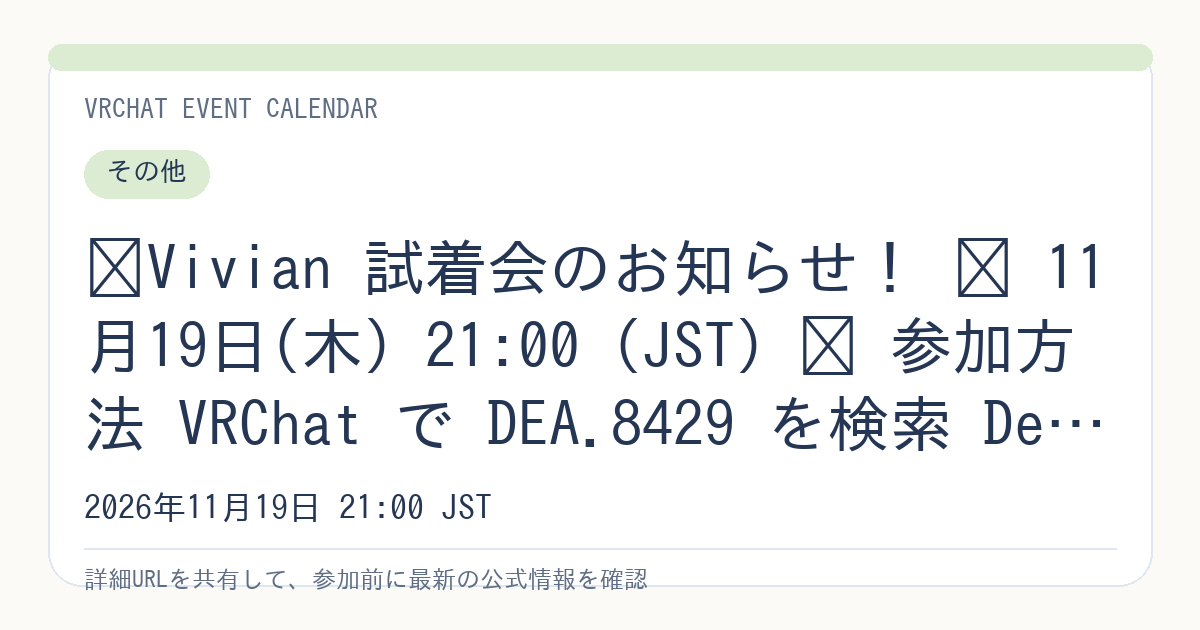 VRCHAT EVENT CALENDAR
その他
Vivian 試着会のお知らせ！ 11
月19日(木) 21:00 (JST) 参加方
法 VRChat で DEA.8429 を検索 De…
2026年11月19日 21:00 JST
詳細URLを共有して、参加前に最新の公式情報を確認